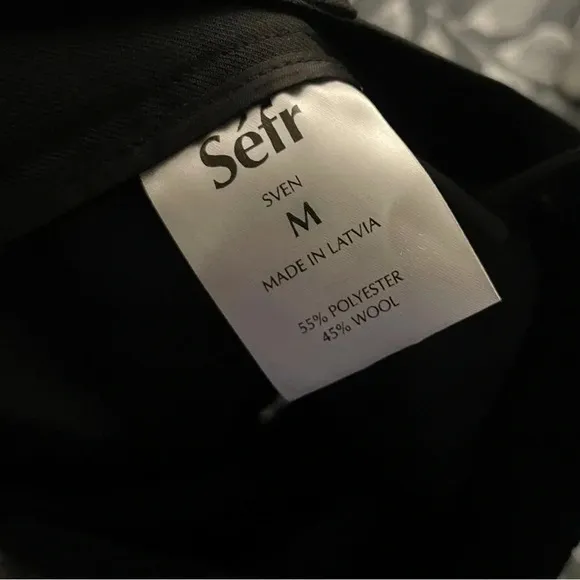 Séfr
SVEN
M
MADE IN LATVIA
55% POLYESTER
45% WOOL